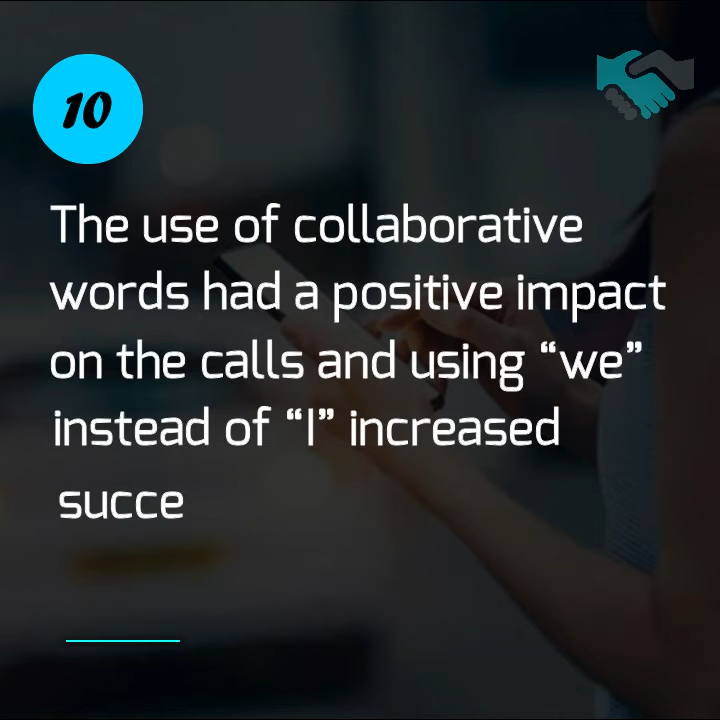 10
The use of collaborative
words had a positive impact
on the calls and using “we”
instead of “I” increased
succe